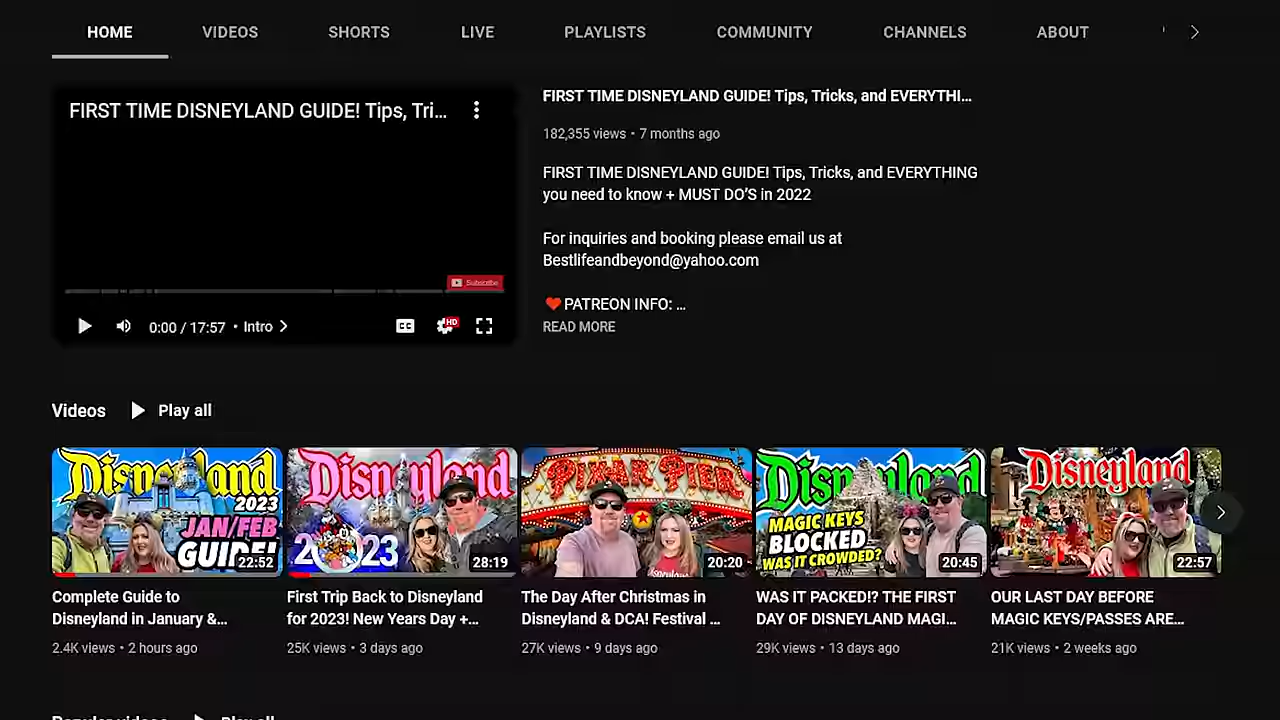 HOME VIDEOS SHORTS LIVE PLAYLISTS COMMUNITY CHANNELS ABOUT
FIRST TIME DISNEYLAND GUIDE! Tips, Tri...
Subscribe
0:00 / 17:57 • Intro
CC
HD
FIRST TIME DISNEYLAND GUIDE! Tips, Tricks, and EVERYTHI...
182,355 views • 7 months ago
FIRST TIME DISNEYLAND GUIDE! Tips, Tricks, and EVERYTHING
you need to know + MUST DO'S in 2022
For inquiries and booking please email us at
Bestlifeandbeyond@yahoo.com
❤️PATREON INFO: ...
READ MORE
Videos Play all
Disneyland
2023
JAN/FEB
GUIDE!
22:52
Complete Guide to
Disneyland in January &...
2.4K views • 2 hours ago
Disneyland
2023
28:19
First Trip Back to Disneyland
for 2023! New Years Day +...
25K views • 3 days ago
PIXAR PIER
20:20
The Day After Christmas in
Disneyland & DCA! Festival ...
27K views • 9 days ago
Disneyland
MAGIC KEYS
BLOCKED
WAS IT CROWDED?
20:45
WAS IT PACKED!? THE FIRST
DAY OF DISNEYLAND MAGI...
29K views • 13 days ago
Disneyland
22:57
OUR LAST DAY BEFORE
MAGIC KEYS/PASSES ARE...
21K views • 2 weeks ago
Popular videos Play all